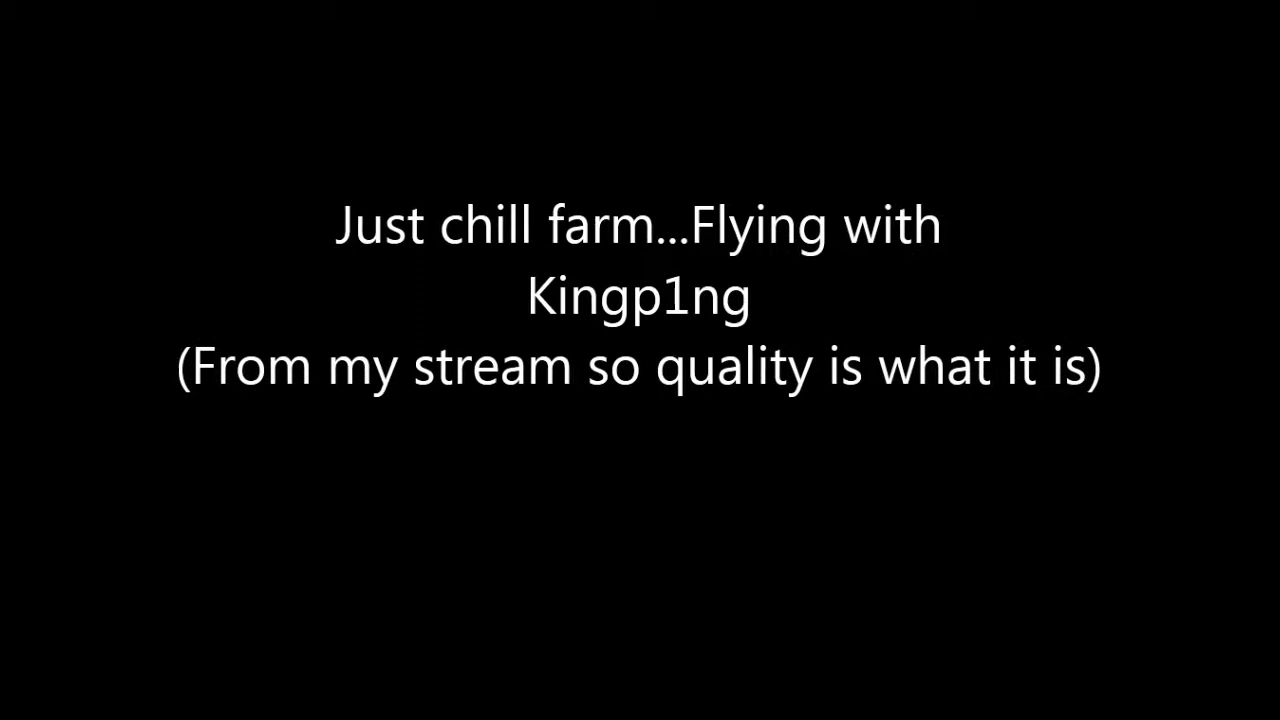 Just chill farm...Flying with
Kingp1ng
(From my stream so quality is what it is)